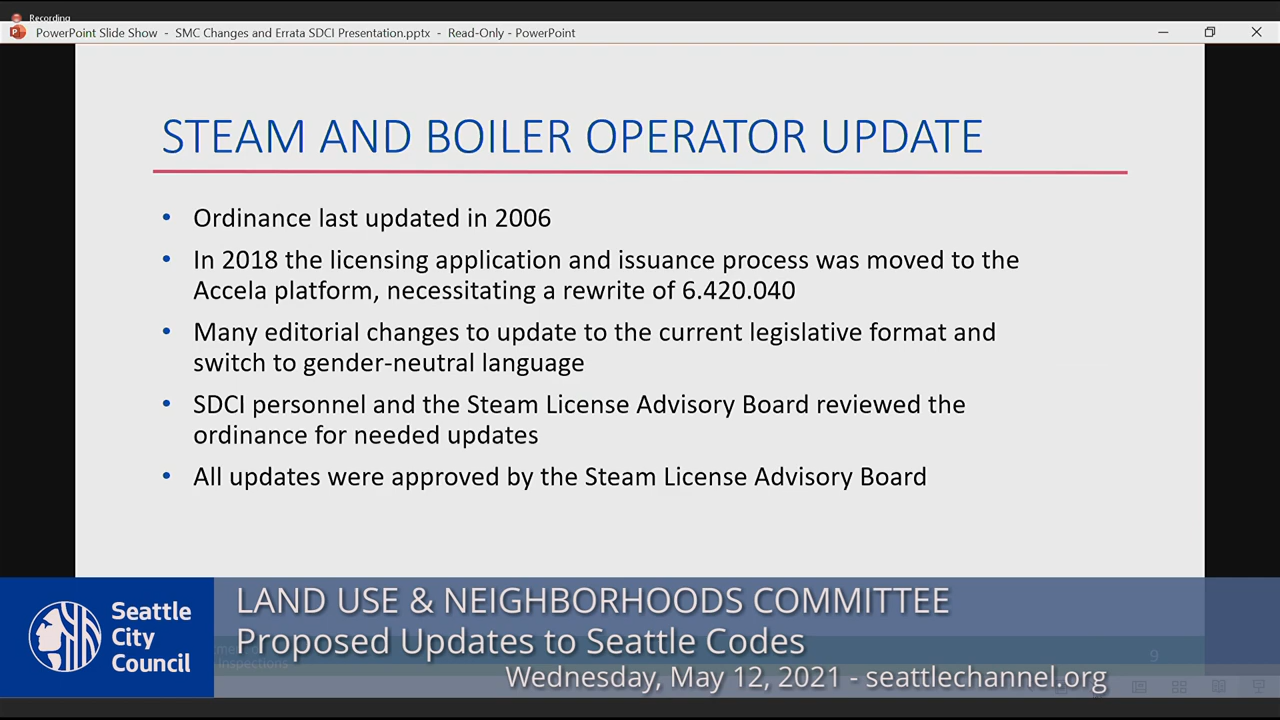 Recording
PowerPoint Slide Show - SMC Changes and Errata SDCI Presentation.pptx - Read-Only - PowerPoint
STEAM AND BOILER OPERATOR UPDATE
• Ordinance last updated in 2006
• In 2018 the licensing application and issuance process was moved to the
Accela platform, necessitating a rewrite of 6.420.040
• Many editorial changes to update to the current legislative format and
switch to gender-neutral language
• SDCI personnel and the Steam License Advisory Board reviewed the
ordinance for needed updates
• All updates were approved by the Steam License Advisory Board
Seattle
City
Council
LAND USE & NEIGHBORHOODS COMMITTEE
Proposed Updates to Seattle Codes
Wednesday, May 12, 2021 - seattlechannel.org
Inspections
9